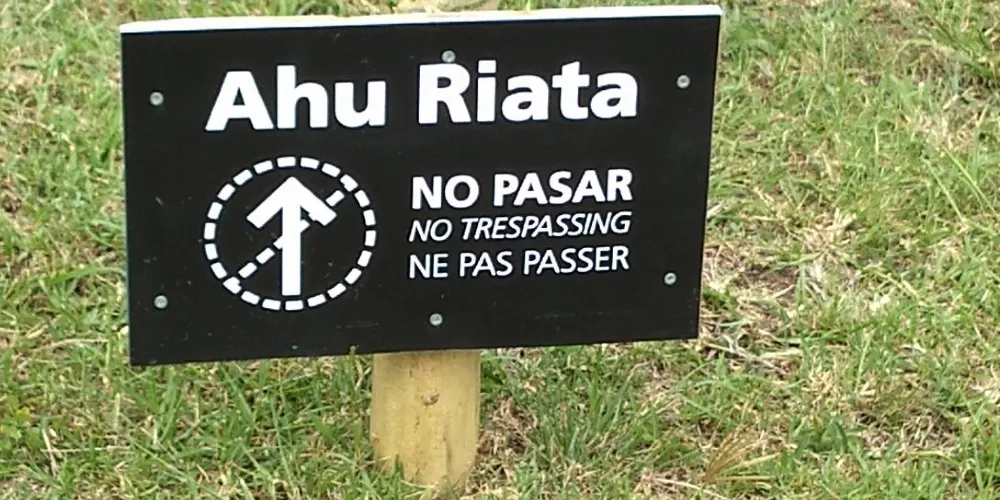 Ahu Riata
NO PASAR
NO TRESPASSING
NE PAS PASSER